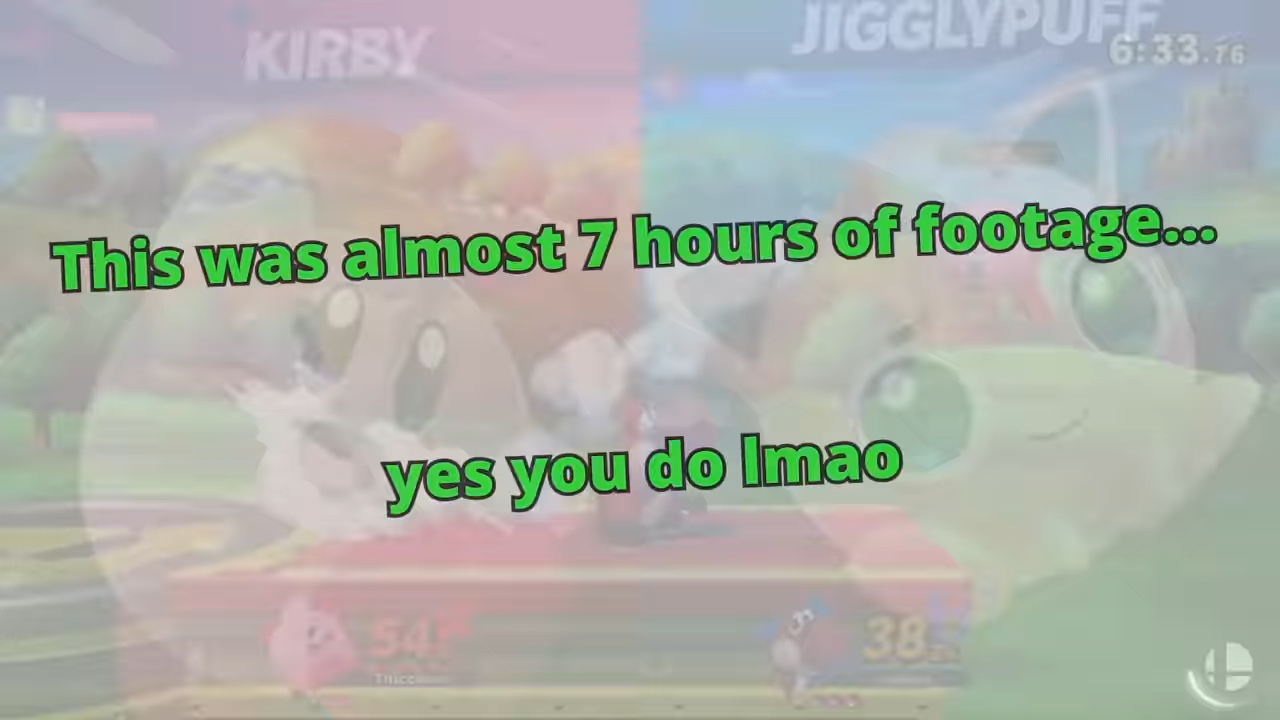 KIRBY
JIGGLYPUFF
6:33.76
This was almost 7 hours of footage...
yes you do lmao
54.
38